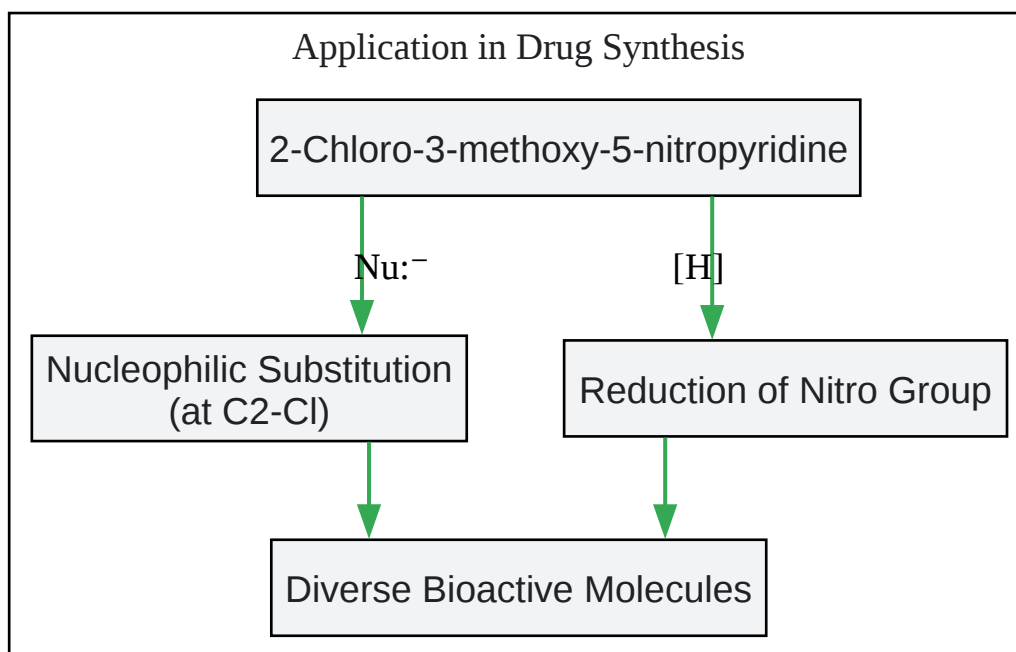 Application in Drug Synthesis
2-Chloro-3-methoxy-5-nitropyridine
Nu:⁻
[H]
Nucleophilic Substitution
(at C2-Cl)
Reduction of Nitro Group
Diverse Bioactive Molecules